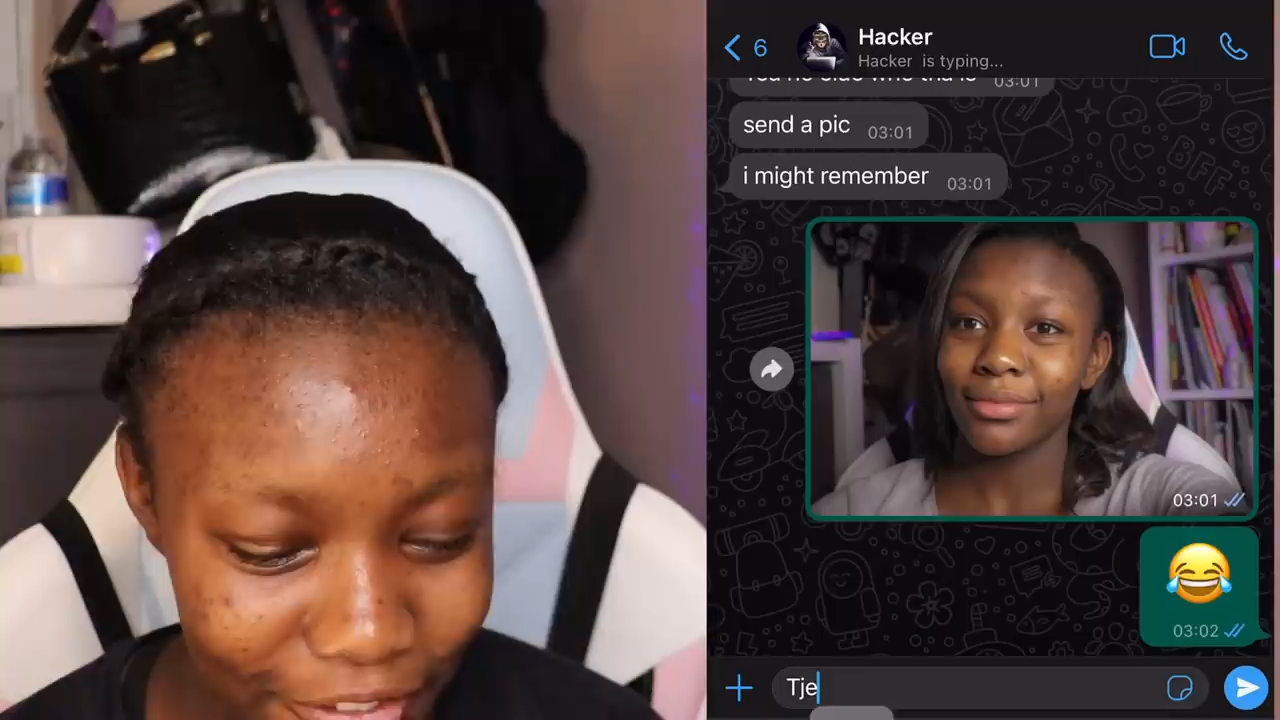 6
Hacker
Hacker is typing...
03:01
send a pic 03:01
i might remember 03:01
03:01
😂
03:02
Tje